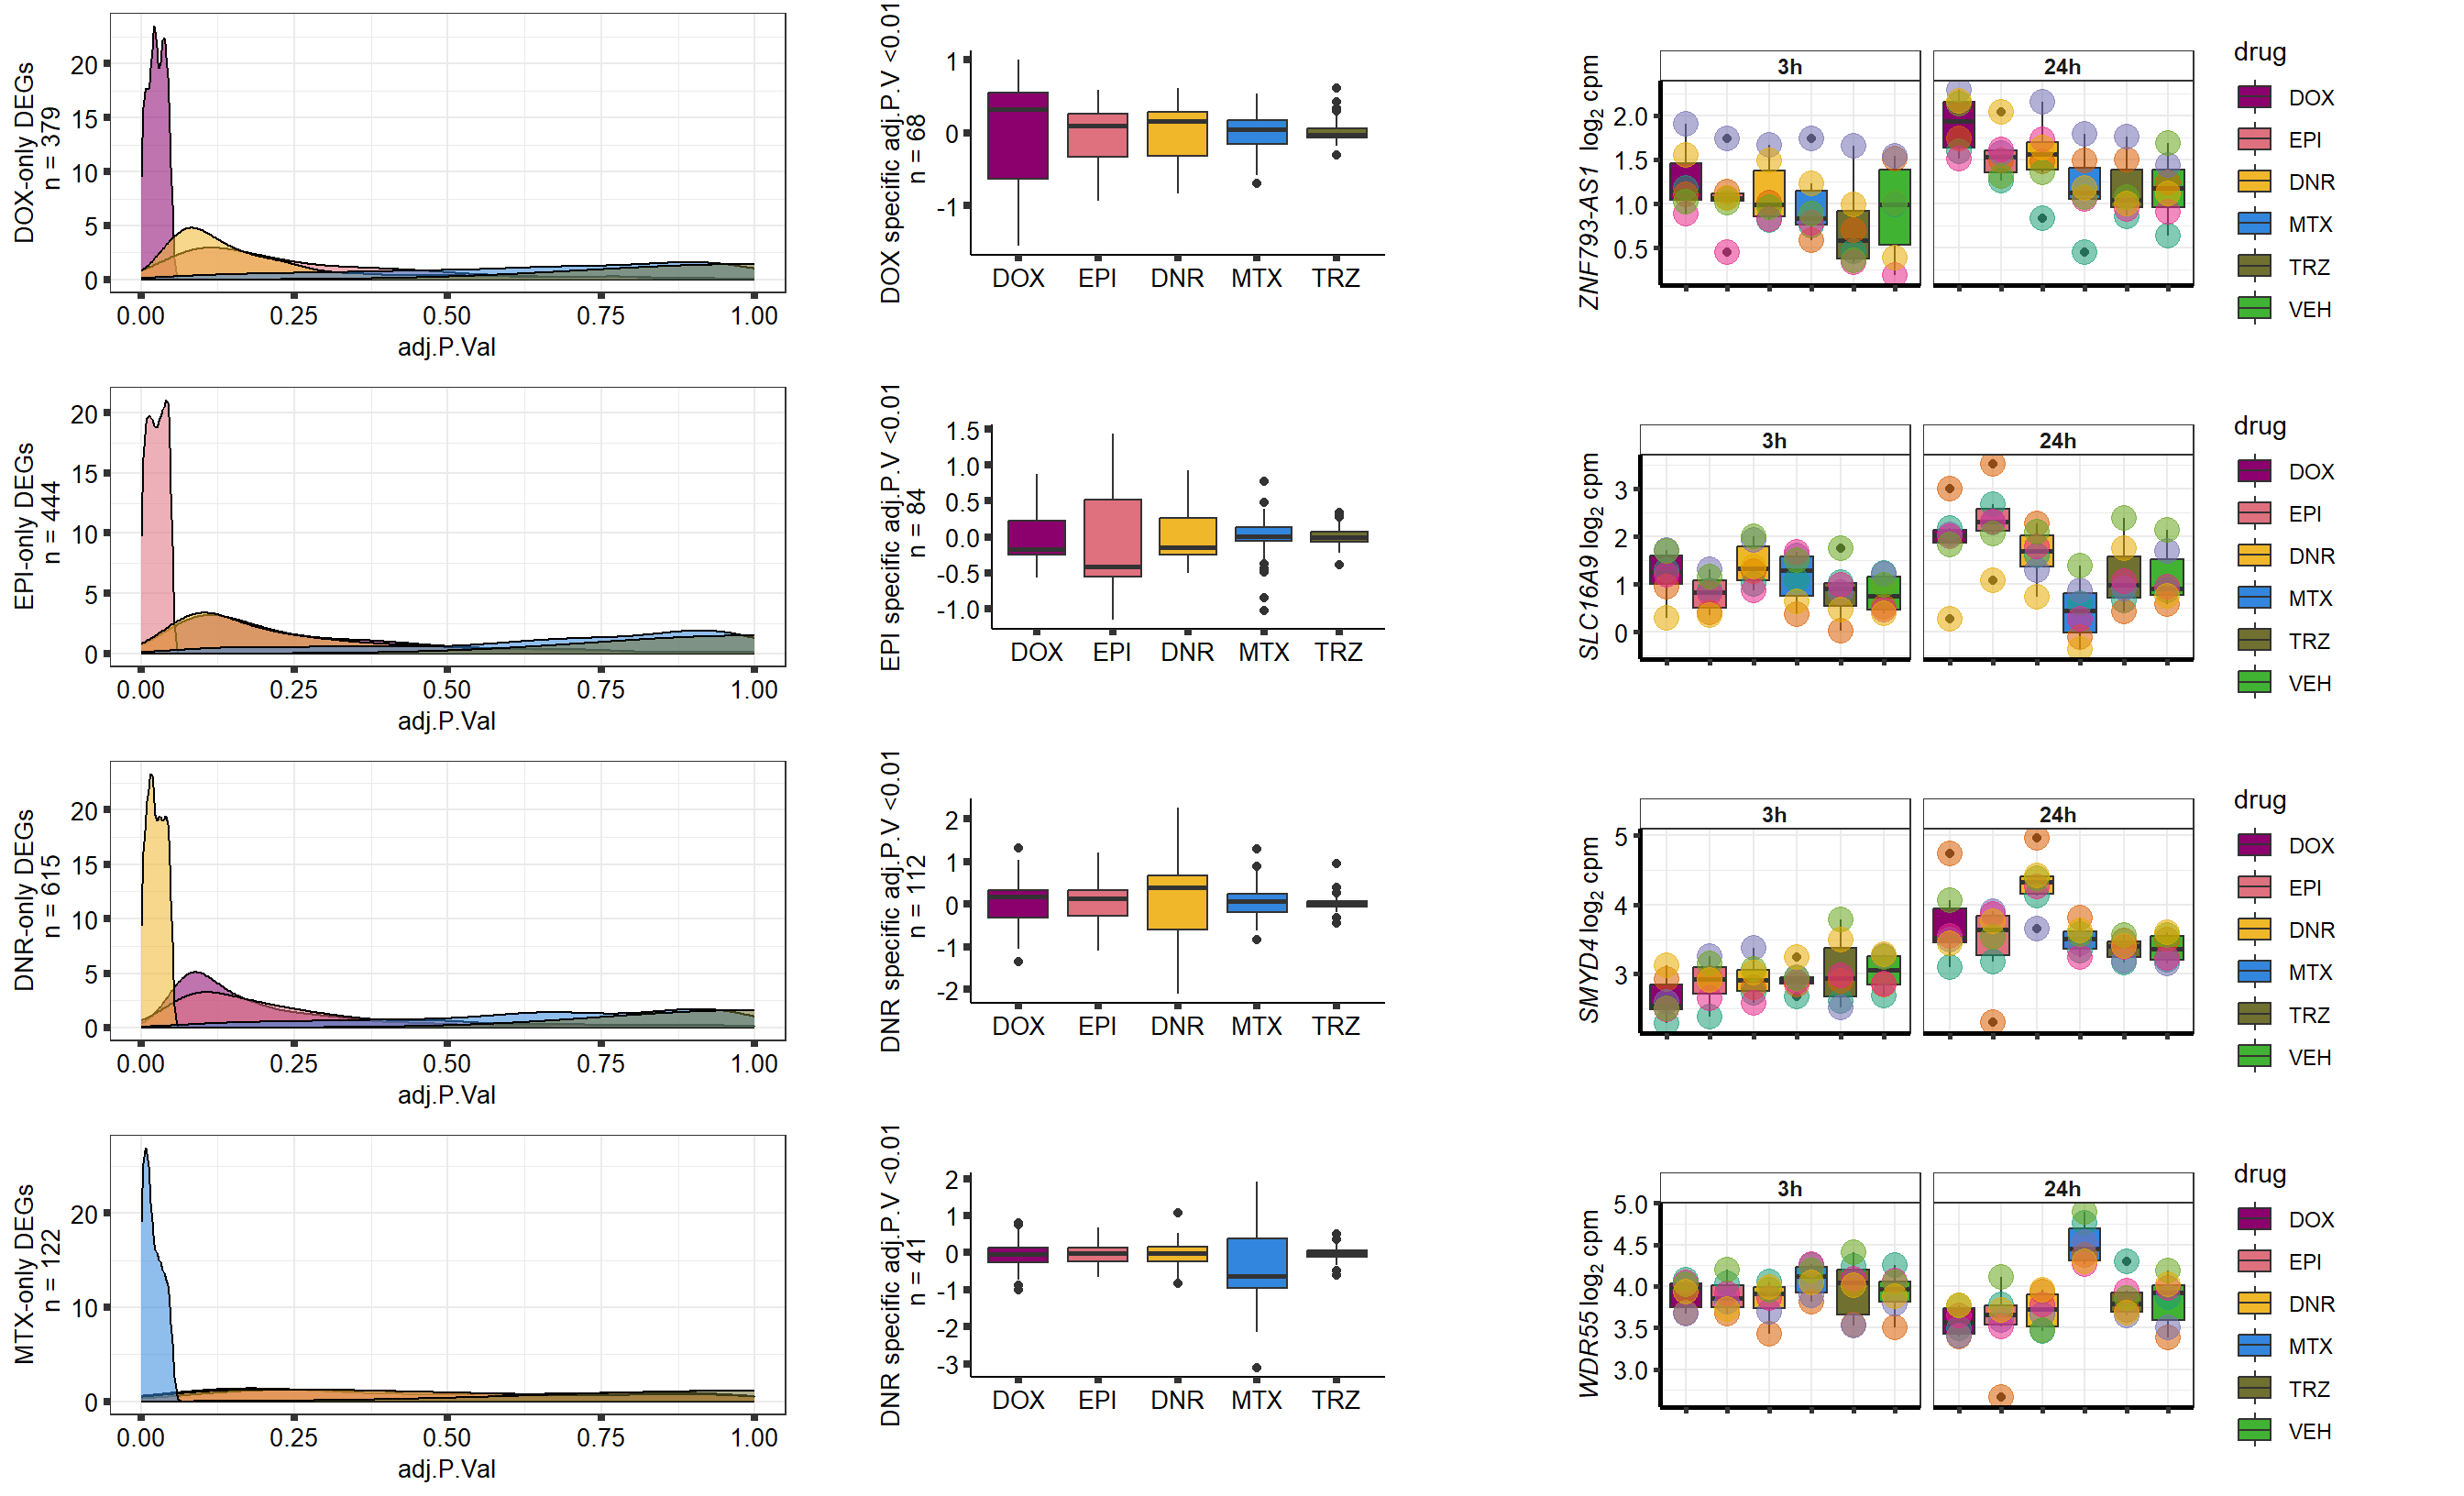 DOX-only DEGs
n = 379
20
15
10
5
0
0.00 0.25 0.50 0.75 1.00
adj.P.Val
DOX specific adj.P.V <0.01
n = 68
1
0
-1
DOX EPI DNR MTX TRZ
ZNF793-AS1 log2 cpm
3h 24h
2.0
1.5
1.0
0.5
drug
DOX
EPI
DNR
MTX
TRZ
VEH
EPI-only DEGs
n = 444
20
15
10
5
0
0.00 0.25 0.50 0.75 1.00
adj.P.Val
EPI specific adj.P.V <0.01
n = 84
1.5
1.0
0.5
0.0
-0.5
-1.0
DOX EPI DNR MTX TRZ
SLC16A9 log2 cpm
3h 24h
3
2
1
0
drug
DOX
EPI
DNR
MTX
TRZ
VEH
DNR-only DEGs
n = 615
20
15
10
5
0
0.00 0.25 0.50 0.75 1.00
adj.P.Val
DNR specific adj.P.V <0.01
n = 112
2
1
0
-1
-2
DOX EPI DNR MTX TRZ
SMYD4 log2 cpm
3h 24h
5
4
3
drug
DOX
EPI
DNR
MTX
TRZ
VEH
MTX-only DEGs
n = 122
20
10
0
0.00 0.25 0.50 0.75 1.00
adj.P.Val
DNR specific adj.P.V <0.01
n = 41
2
1
0
-1
-2
-3
DOX EPI DNR MTX TRZ
WDR55 log2 cpm
3h 24h
5.0
4.5
4.0
3.5
3.0
drug
DOX
EPI
DNR
MTX
TRZ
VEH